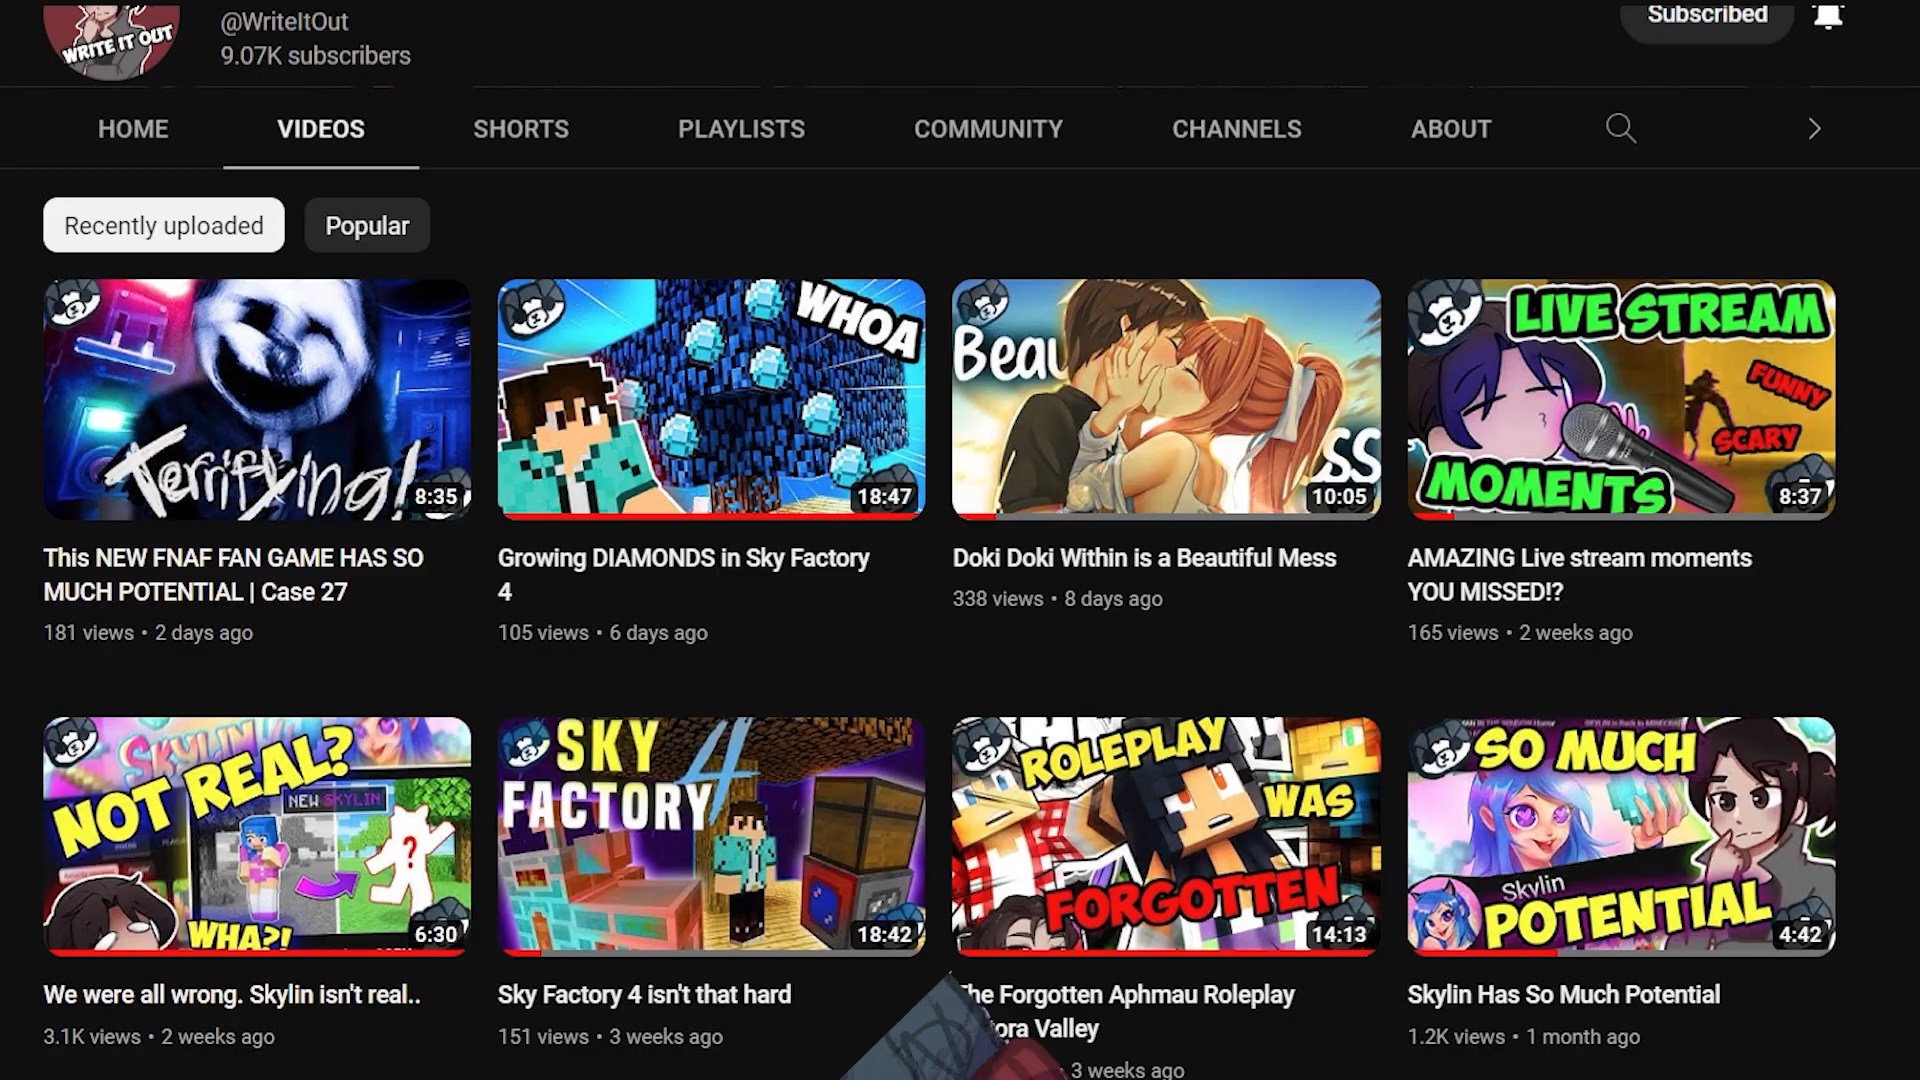 WRITE IT OUT
@WriteItOut
9.07K subscribers
Subscribed
HOME
VIDEOS
SHORTS
PLAYLISTS
COMMUNITY
CHANNELS
ABOUT
Recently uploaded
Popular
Terrifying!
8:35
WHOA
18:47
Beau
SS
10:05
LIVE STREAM
FUNNY
SCARY
MOMENTS
8:37
This NEW FNAF FAN GAME HAS SO
MUCH POTENTIAL | Case 27
181 views • 2 days ago
Growing DIAMONDS in Sky Factory
4
105 views • 6 days ago
Doki Doki Within is a Beautiful Mess
338 views • 8 days ago
AMAZING Live stream moments
YOU MISSED!?
165 views • 2 weeks ago
SKYLIN
NOT REAL?
NEW SKYLIN
?
WHA?!
6:30
SKY
FACTORY 4
18:42
ROLEPLAY
WAS
FORGOTTEN
14:13
SO MUCH
Skylin
POTENTIAL
4:42
We were all wrong. Skylin isn't real..
3.1K views • 2 weeks ago
Sky Factory 4 isn't that hard
151 views • 3 weeks ago
The Forgotten Aphmau Roleplay
ora Valley
• 3 weeks ago
Skylin Has So Much Potential
1.2K views • 1 month ago